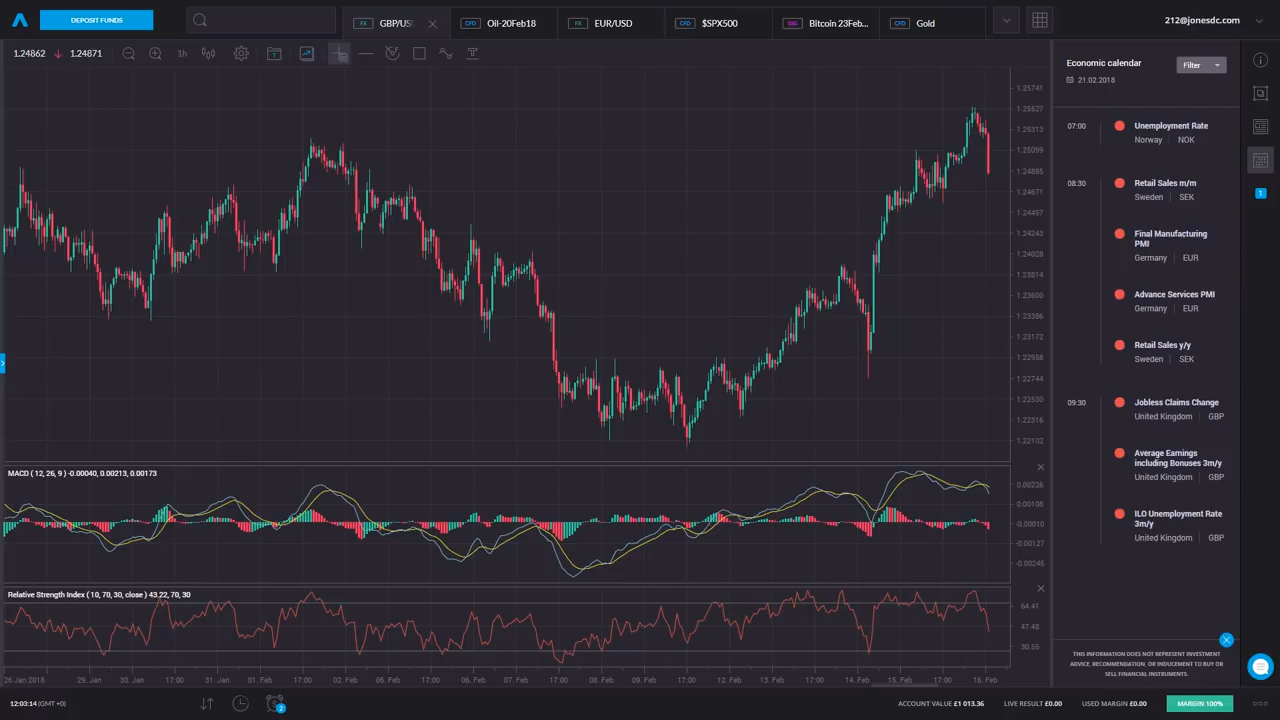 DEPOSIT FUNDS
FX GBP/US
CFD Oil-20Feb18
FX EUR/USD
CFD $SPX500
DIG Bitcoin 23Feb...
CFD Gold
212@jonesdc.com
1.24862 1.24871
1h
T
1.25741
1.25527
1.25313
1.25099
1.24885
1.24671
1.24457
1.24243
1.24028
1.23814
1.23600
1.23386
1.23172
1.22958
1.22744
1.22530
1.22316
1.22102
MACD ( 12, 26, 9 ) -0.00040, 0.00213, 0.00173
0.00226
0.00108
-0.00010
-0.00127
-0.00245
Relative Strength Index ( 10, 70, 30, close ) 43.22, 70, 30
64.41
47.48
30.55
26 Jan 2018 29. Jan 17:00 30. Jan 17:00 31. Jan 01. Feb 17:00 02. Feb 05. Feb 17:00 06. Feb 07. Feb 17:00 08. Feb 09. Feb 17:00 12. Feb 13. Feb 17:00 14. Feb 15. Feb 17:00 16. Feb
Economic calendar
Filter
21.02.2018
07:00
Unemployment Rate
Norway NOK
08:30
Retail Sales m/m
Sweden SEK
Final Manufacturing
PMI
Germany EUR
Advance Services PMI
Germany EUR
Retail Sales y/y
Sweden SEK
09:30
Jobless Claims Change
United Kingdom GBP
Average Earnings
including Bonuses 3m/y
United Kingdom GBP
ILO Unemployment Rate
3m/y
United Kingdom GBP
THIS INFORMATION DOES NOT REPRESENT INVESTMENT
ADVICE, RECOMMENDATION, OR INDUCEMENT TO BUY OR
SELL FINANCIAL INSTRUMENTS.
1
12:03:14 (GMT +0)
2
ACCOUNT VALUE £1 013.36
LIVE RESULT £0.00
USED MARGIN £0.00
MARGIN 100%